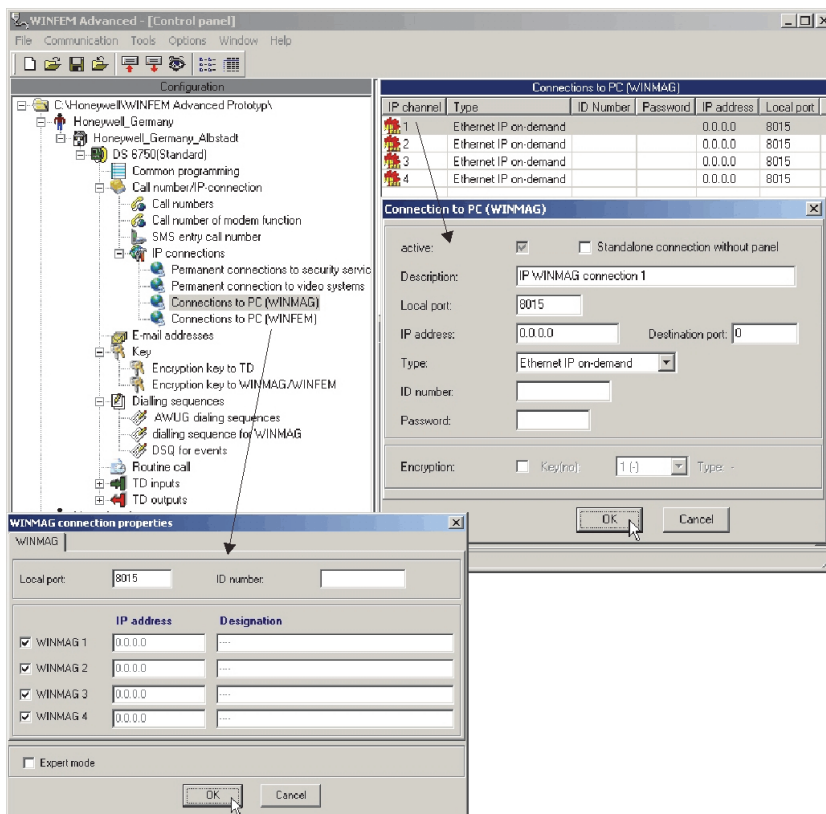 WINFEM Advanced - [Control panel]
File Communication Tools Options Window Help
Configuration
C:\Honeywell\WINFEM Advanced Prototyp\
Honeywell_Germany
Honeywell_Germany_Albstadt
DS 6750(Standard)
Common programming
Call number/IP-connection
Call numbers
Call number of modem function
SMS entry call number
IP connections
Permanent connections to security servic
Permanent connection to video systems
Connections to PC (WINMAG)
Connections to PC (WINFEM)
E-mail addresses
Key
Encryption key to TD
Encryption key to WINMAG/WINFEM
Dialling sequences
AWUG dialing sequences
dialling sequence for WINMAG
DSQ for events
Routine call
TD inputs
TD outputs
Connections to PC (WINMAG)
IP channel Type ID Number Password IP address Local port
1 Ethernet IP on-demand 0.0.0.0 8015
2 Ethernet IP on-demand 0.0.0.0 8015
3 Ethernet IP on-demand 0.0.0.0 8015
4 Ethernet IP on-demand 0.0.0.0 8015
Connection to PC (WINMAG)
active: Standalone connection without panel
Description: IP WINMAG connection 1
Local port: 8015
IP address: 0.0.0.0 Destination port: 0
Type: Ethernet IP on-demand
ID number:
Password:
Encryption: Key(no): 1 (-) Type: -
OK Cancel
WINMAG connection properties
WINMAG
Local port: 8015 ID number:
IP address Designation
WINMAG 1 0.0.0.0 ----
WINMAG 2 0.0.0.0 ----
WINMAG 3 0.0.0.0 ----
WINMAG 4 0.0.0.0 ----
Expert mode
OK Cancel